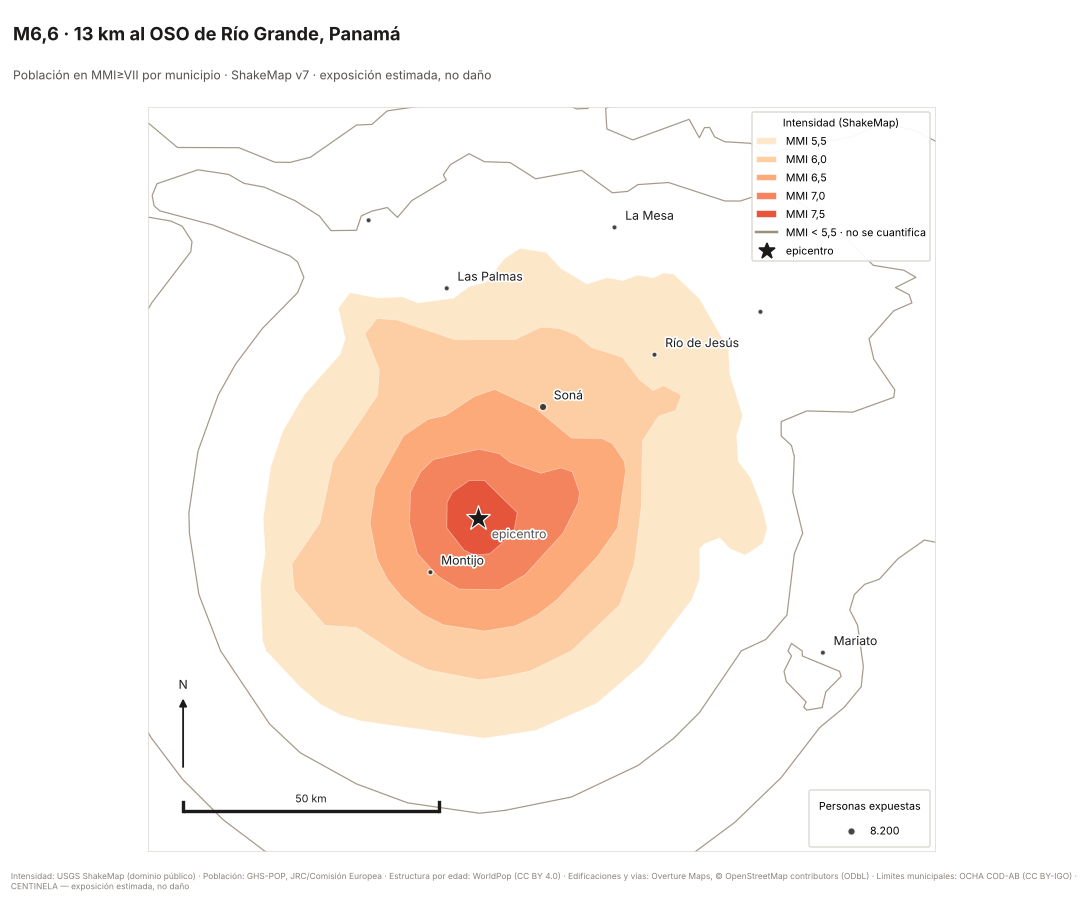 M6,6 · 13 km al OSO de Río Grande, Panamá
Población en MMI≥VII por municipio · ShakeMap v7 · exposición estimada, no daño
Intensidad (ShakeMap)
MMI 5,5
MMI 6,0
MMI 6,5
MMI 7,0
MMI 7,5
MMI < 5,5 · no se cuantifica
epicentro
La Mesa
Las Palmas
Río de Jesús
Soná
epicentro
Montijo
Mariato
N
50 km
Personas expuestas
8.200
Intensidad: USGS ShakeMap (dominio público) · Población: GHS-POP, JRC/Comisión Europea · Estructura por edad: WorldPop (CC BY 4.0) · Edificaciones y vías: Overture Maps, © OpenStreetMap contributors (ODbL) · Límites municipales: OCHA COD-AB (CC BY-IGO) ·
CENTINELA — exposición estimada, no daño